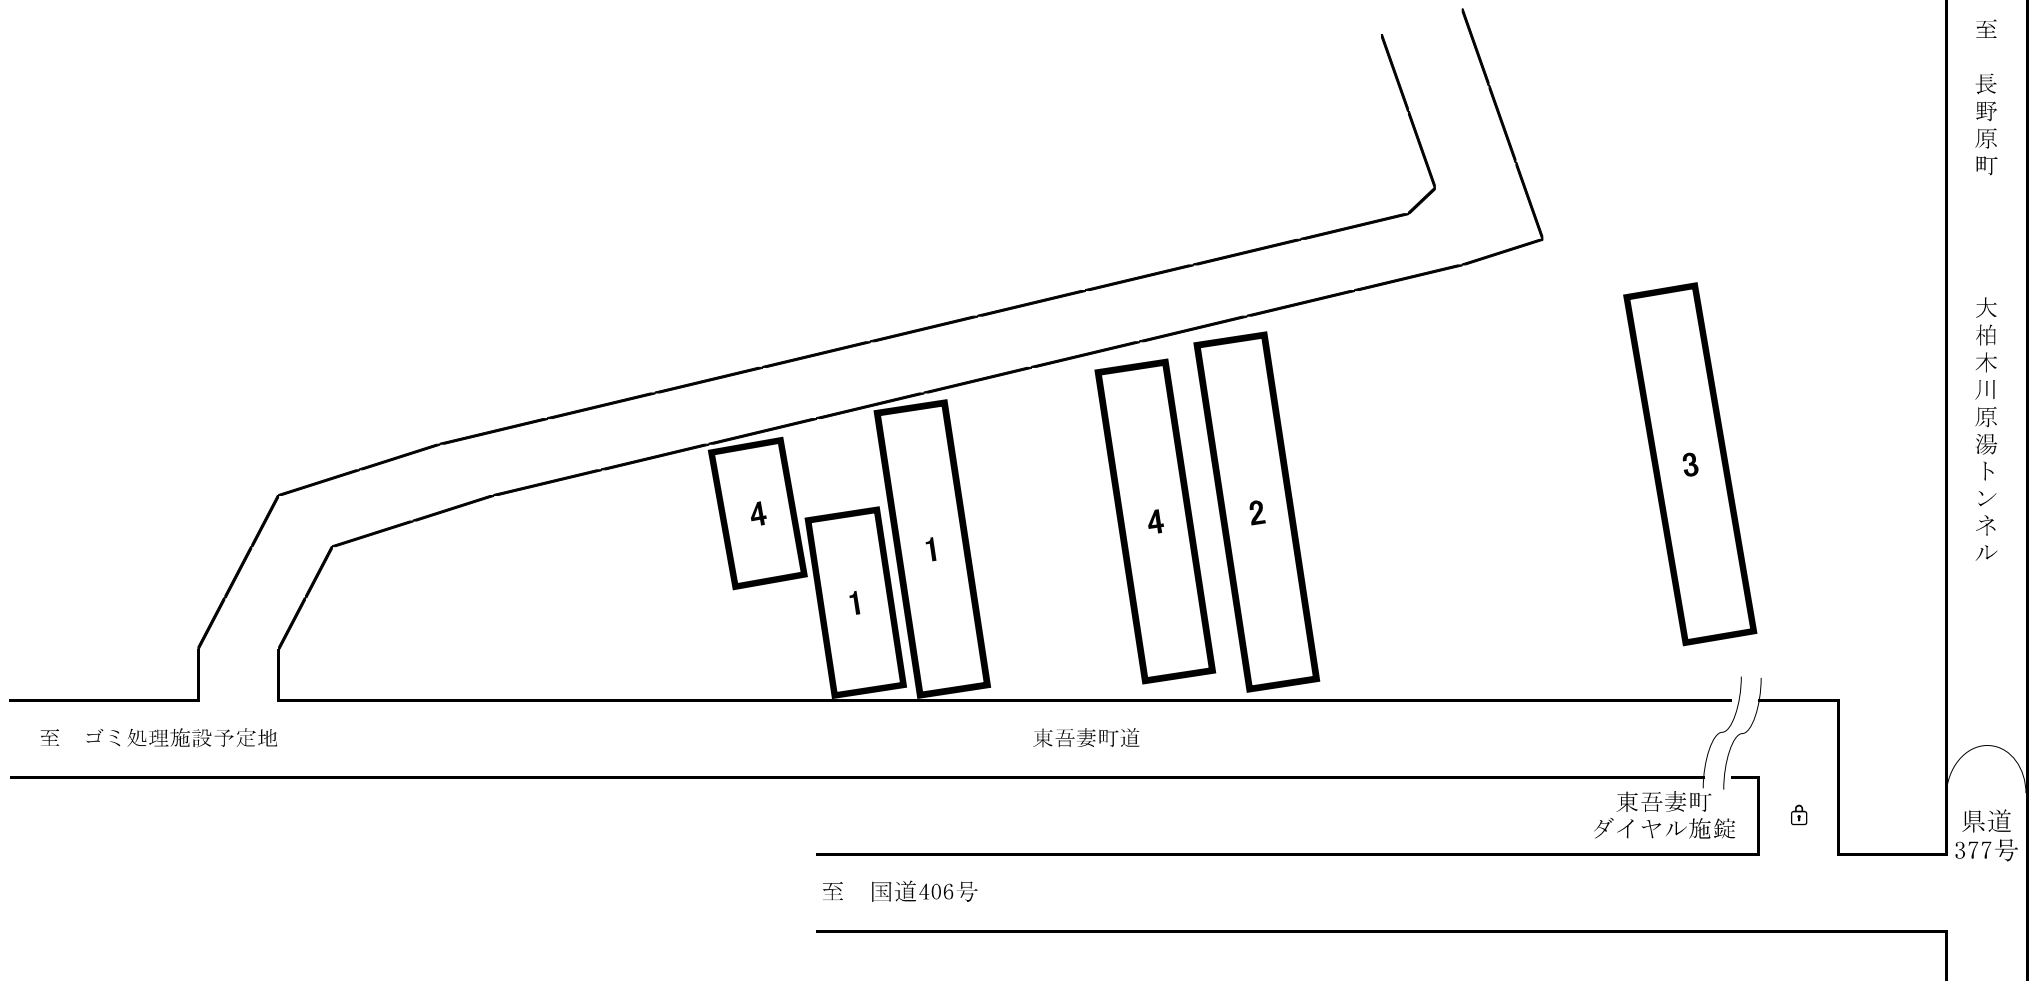 至　長野原町
大柏木川原湯トンネル
3
4
2
4
1
1
至　ゴミ処理施設予定地
東吾妻町道
東吾妻町
ダイヤル施錠
県道
377号
至　国道406号